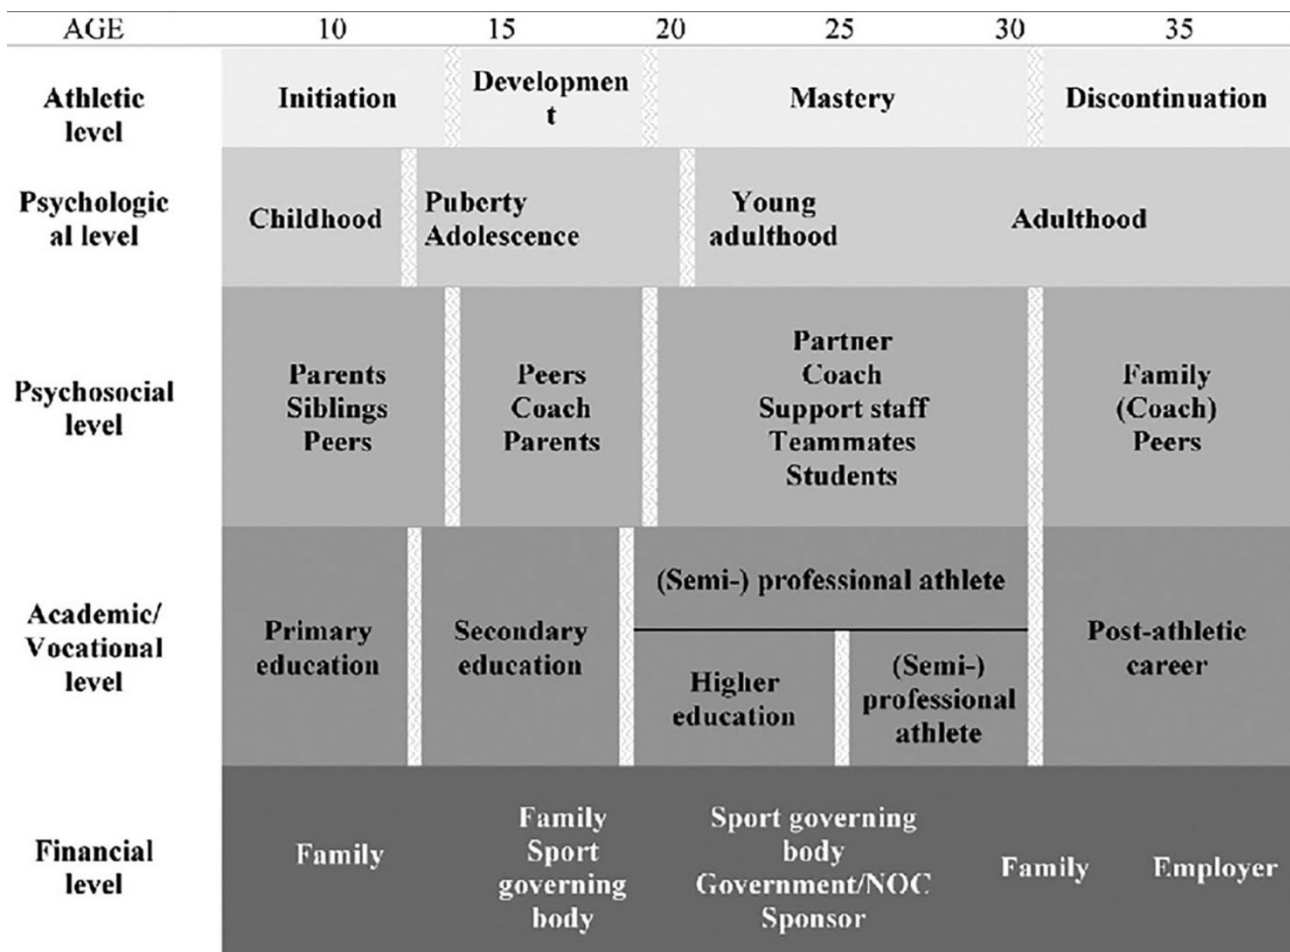 AGE 10 15 20 25 30 35
Athletic
level
Initiation
Developmen
t
Mastery
Discontinuation
Psychologic
al level
Childhood
Puberty
Adolescence
Young
adulthood
Adulthood
Psychosocial
level
Parents
Siblings
Peers
Peers
Coach
Parents
Partner
Coach
Support staff
Teammates
Students
Family
(Coach)
Peers
Academic/
Vocational
level
Primary
education
Secondary
education
(Semi-) professional athlete
Higher
education
(Semi-)
professional
athlete
Post-athletic
career
Financial
level
Family
Family
Sport
governing
body
Sport governing
body
Government/NOC
Sponsor
Family
Employer